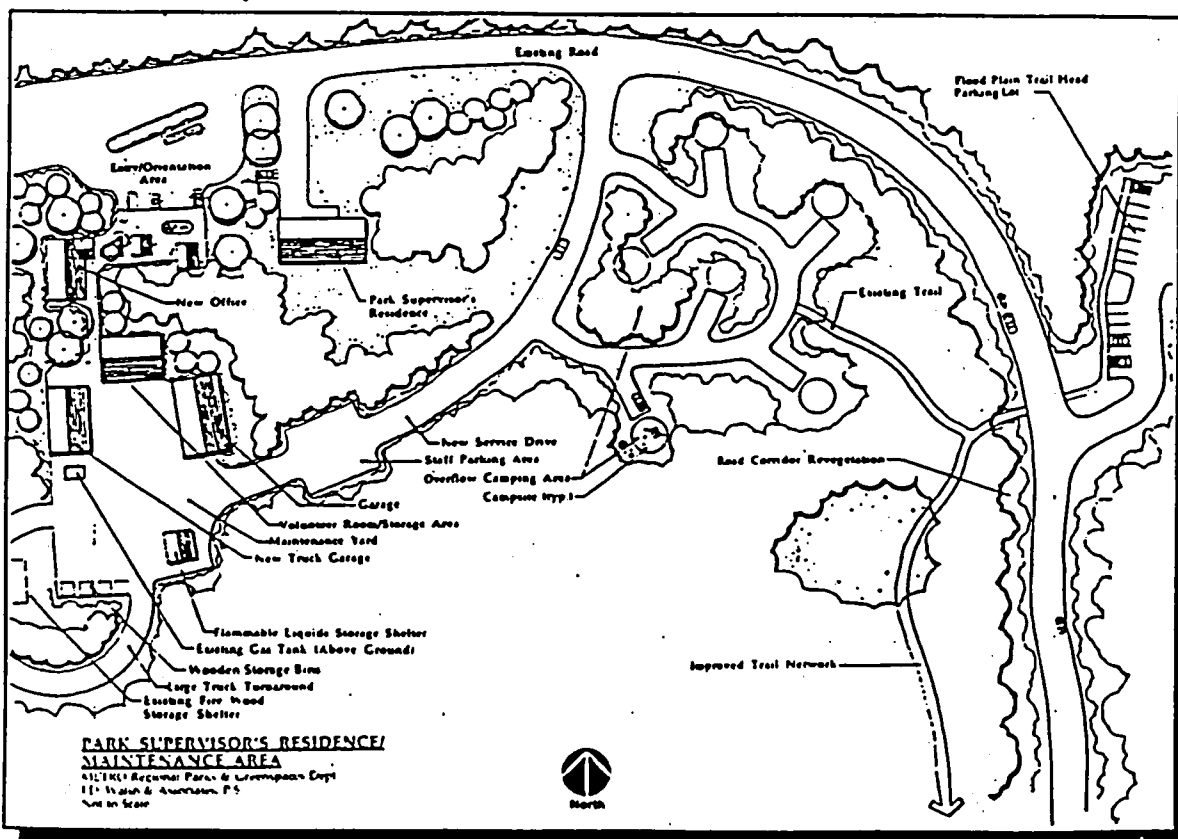 Existing Road
Flood Plain Trail Head
Parking Lot
Entry/Orientation
Area
New Office
Park Supervisor's
Residence
Existing Trail
New Service Drive
Staff Parking Area
Overflow Camping Area
Campsite (typ.)
Road Corridor Revegetation
Garage
Volunteer Room/Storage Area
Maintenance Yard
New Truck Garage
Flammable Liquids Storage Shelter
Existing Gas Tank (Above Ground)
Wooden Storage Bins
Large Truck Turnaround
Existing Fire Wood
Storage Shelter
Improved Trail Network
PARK SUPERVISOR'S RESIDENCE/
MAINTENANCE AREA
METRO Regional Parks & Greenspaces Dept
& Associates, P.S.
Not to Scale
North